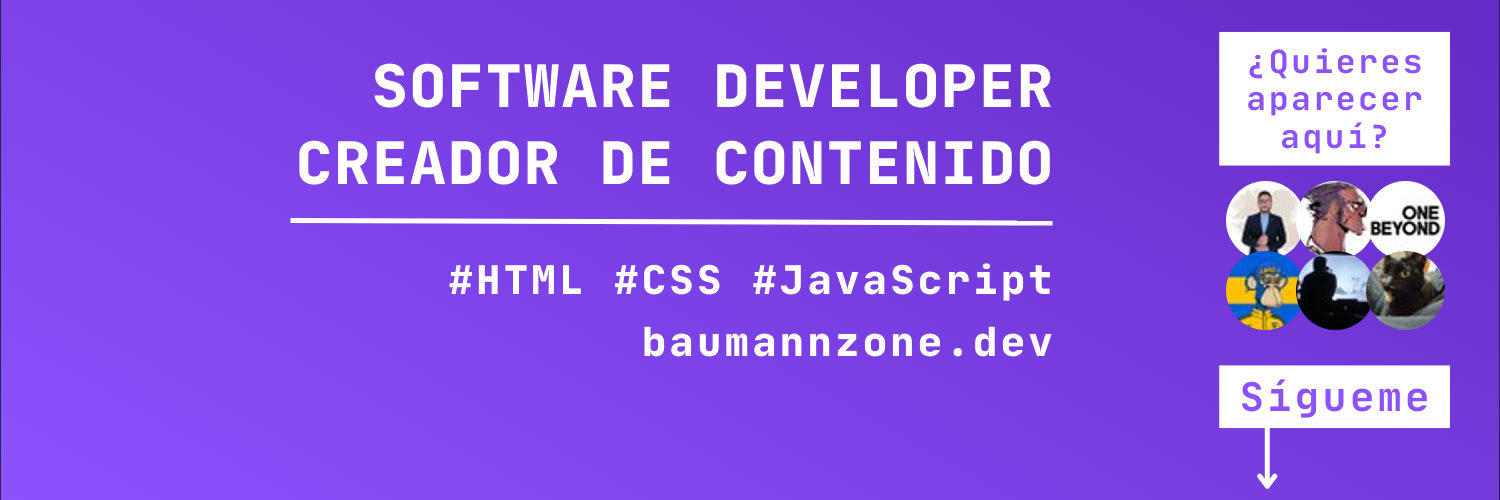 SOFTWARE DEVELOPER
CREADOR DE CONTENIDO
#HTML #CSS #JavaScript
baumannzone.dev
¿Quieres
aparecer
aquí?
ONE
BEYOND
Sígueme